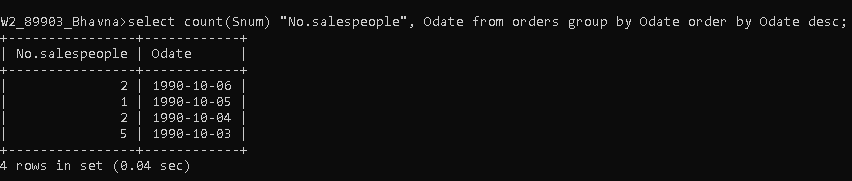 W2_89903_Bhavna>select count(Snum) "No.salespeople", Odate from orders group by Odate order by Odate desc;
+----------------+------------+
| No.salespeople | Odate      |
+----------------+------------+
|              2 | 1990-10-06 |
|              1 | 1990-10-05 |
|              2 | 1990-10-04 |
|              5 | 1990-10-03 |
+----------------+------------+
4 rows in set (0.04 sec)